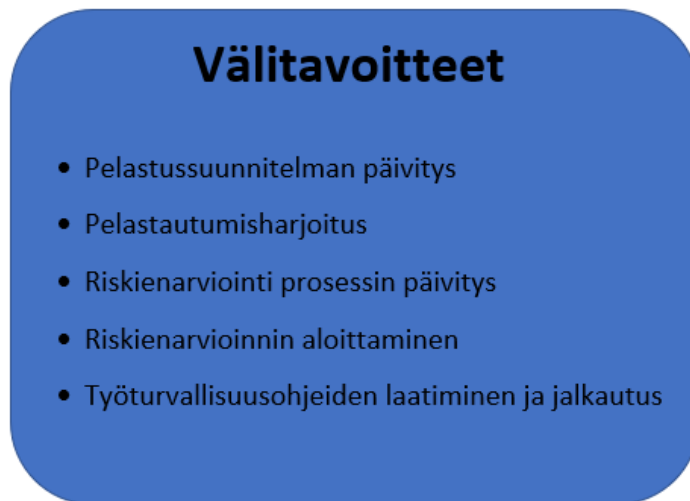 Välitavoitteet
• Pelastussuunnitelman päivitys
• Pelastautumisharjoitus
• Riskienarviointi prosessin päivitys
• Riskienarvioinnin aloittaminen
• Työturvallisuusohjeiden laatiminen ja jalkautus